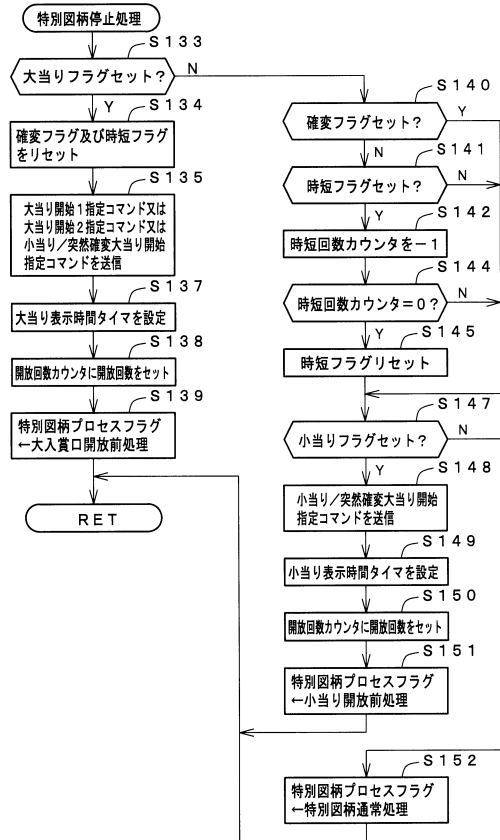 特別図柄停止処理
S133
大当りフラグセット?
N
Y
S134
確変フラグ及び時短フラグ
をリセット
S135
大当り開始1指定コマンド又は
大当り開始2指定コマンド又は
小当り/突然確変大当り開始
指定コマンドを送信
S137
大当り表示時間タイマを設定
S138
開放回数カウンタに開放回数をセット
S139
特別図柄プロセスフラグ
←大入賞口開放前処理
RET
S140
確変フラグセット?
Y
N
S141
時短フラグセット?
N
Y
S142
時短回数カウンタを-1
S144
時短回数カウンタ=0?
N
Y
S145
時短フラグリセット
S147
小当りフラグセット?
N
Y
S148
小当り/突然確変大当り開始
指定コマンドを送信
S149
小当り表示時間タイマを設定
S150
開放回数カウンタに開放回数をセット
S151
特別図柄プロセスフラグ
←小当り開放前処理
S152
特別図柄プロセスフラグ
←特別図柄通常処理